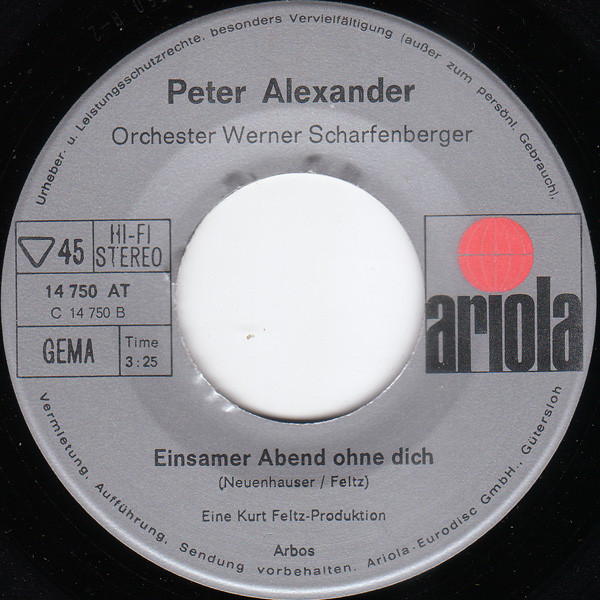 Urheber- u. Leistungsschutzrechte, besonders Vervielfältigung (außer zum persönl. Gebrauch),
Peter Alexander
Orchester Werner Scharfenberger
45
HI-FI
STEREO
14 750 AT
C 14 750 B
GEMA
Time
3:25
ariola
Einsamer Abend ohne dich
(Neuenhauser / Feltz)
Eine Kurt Feltz-Produktion
Arbos
Vermietung, Aufführung, Sendung vorbehalten. Ariola-Eurodisc GmbH., Gütersloh